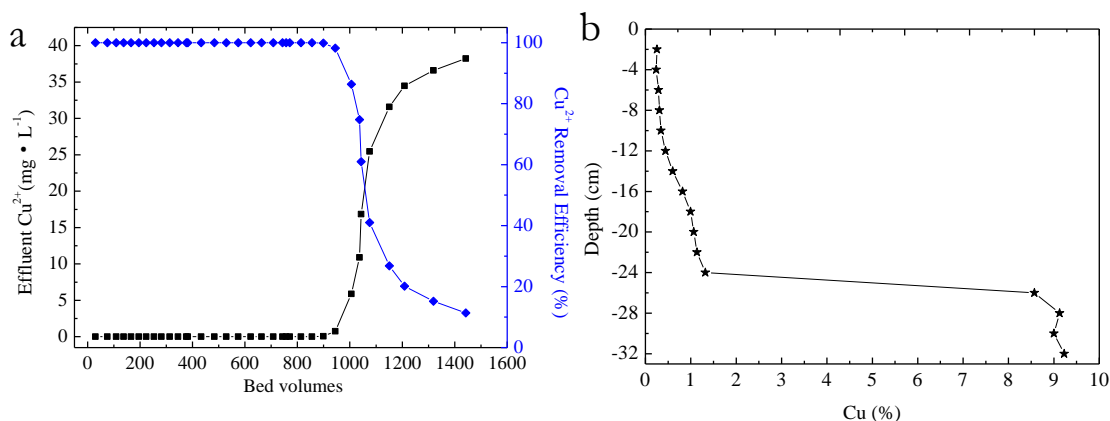 a
40
35
30
25
20
15
10
5
0
Effluent Cu²⁺(mg • L⁻¹)
0 200 400 600 800 1000 1200 1400 1600
Bed volumes
100
80
60
40
20
0
Cu²⁺ Removal Efficiency (%)
b
0
-4
-8
-12
-16
-20
-24
-28
-32
Depth (cm)
0 1 2 3 4 5 6 7 8 9 10
Cu (%)